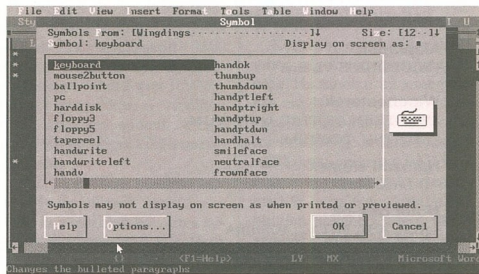 File Edit View Insert Format Tools Table Window Help
Sty Symbol I U
Symbols From: [Wingdings··················]↓ Size: [12··]↓
Symbol: keyboard Display on screen as: ■
keyboard handok
mouse2button thumbup
ballpoint thumbdown
pc handptleft
harddisk handptright
floppy3 handptup
floppy5 handptdwn
tapereel handhalt
handwrite smileface
handwriteleft neutralface
handv frownface
Symbols may not display on screen as when printed or previewed.
Help Options... OK Cancel
() <F1=Help> LY MX Microsoft Word
Changes the bulleted paragraphs